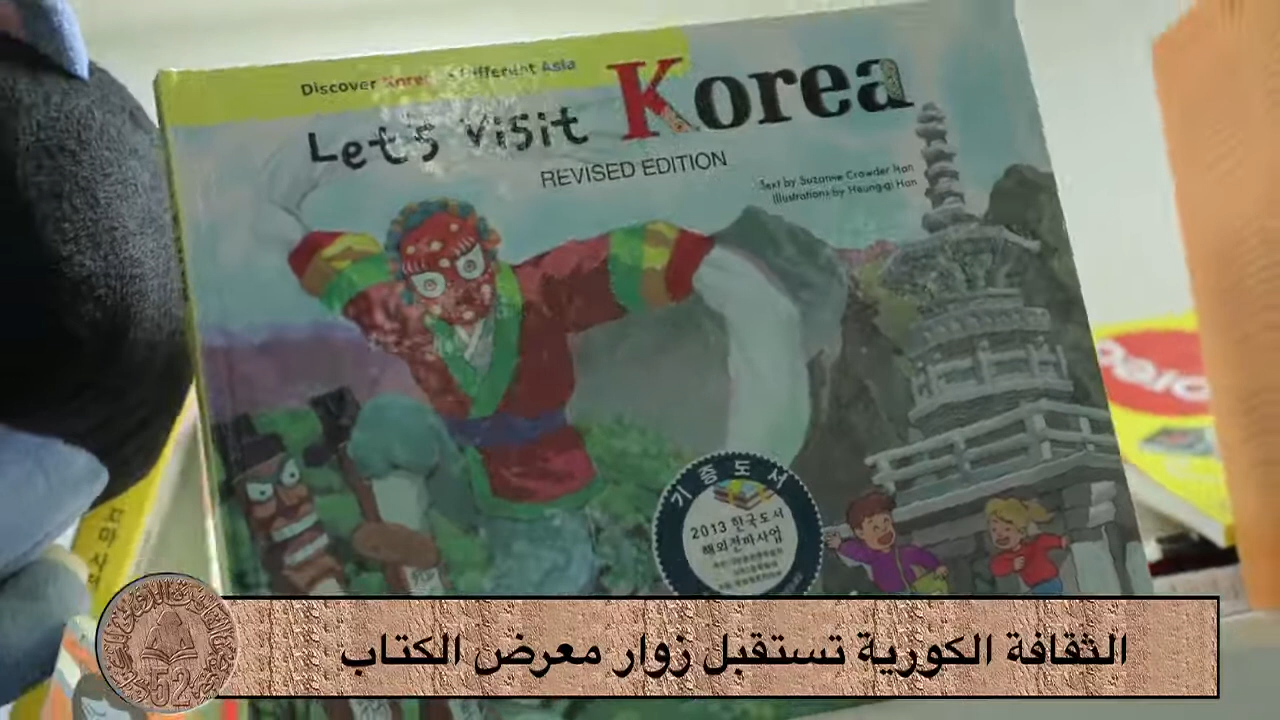 Discover Korea
Different Asia
Let's Visit Korea
REVISED EDITION
Text by Suzanne Crowder Han
Illustrations by Heung-gi Han
기증도서
2013 한국도서
해외전파사업
الثقافة الكورية تستقبل زوار معرض الكتاب
52